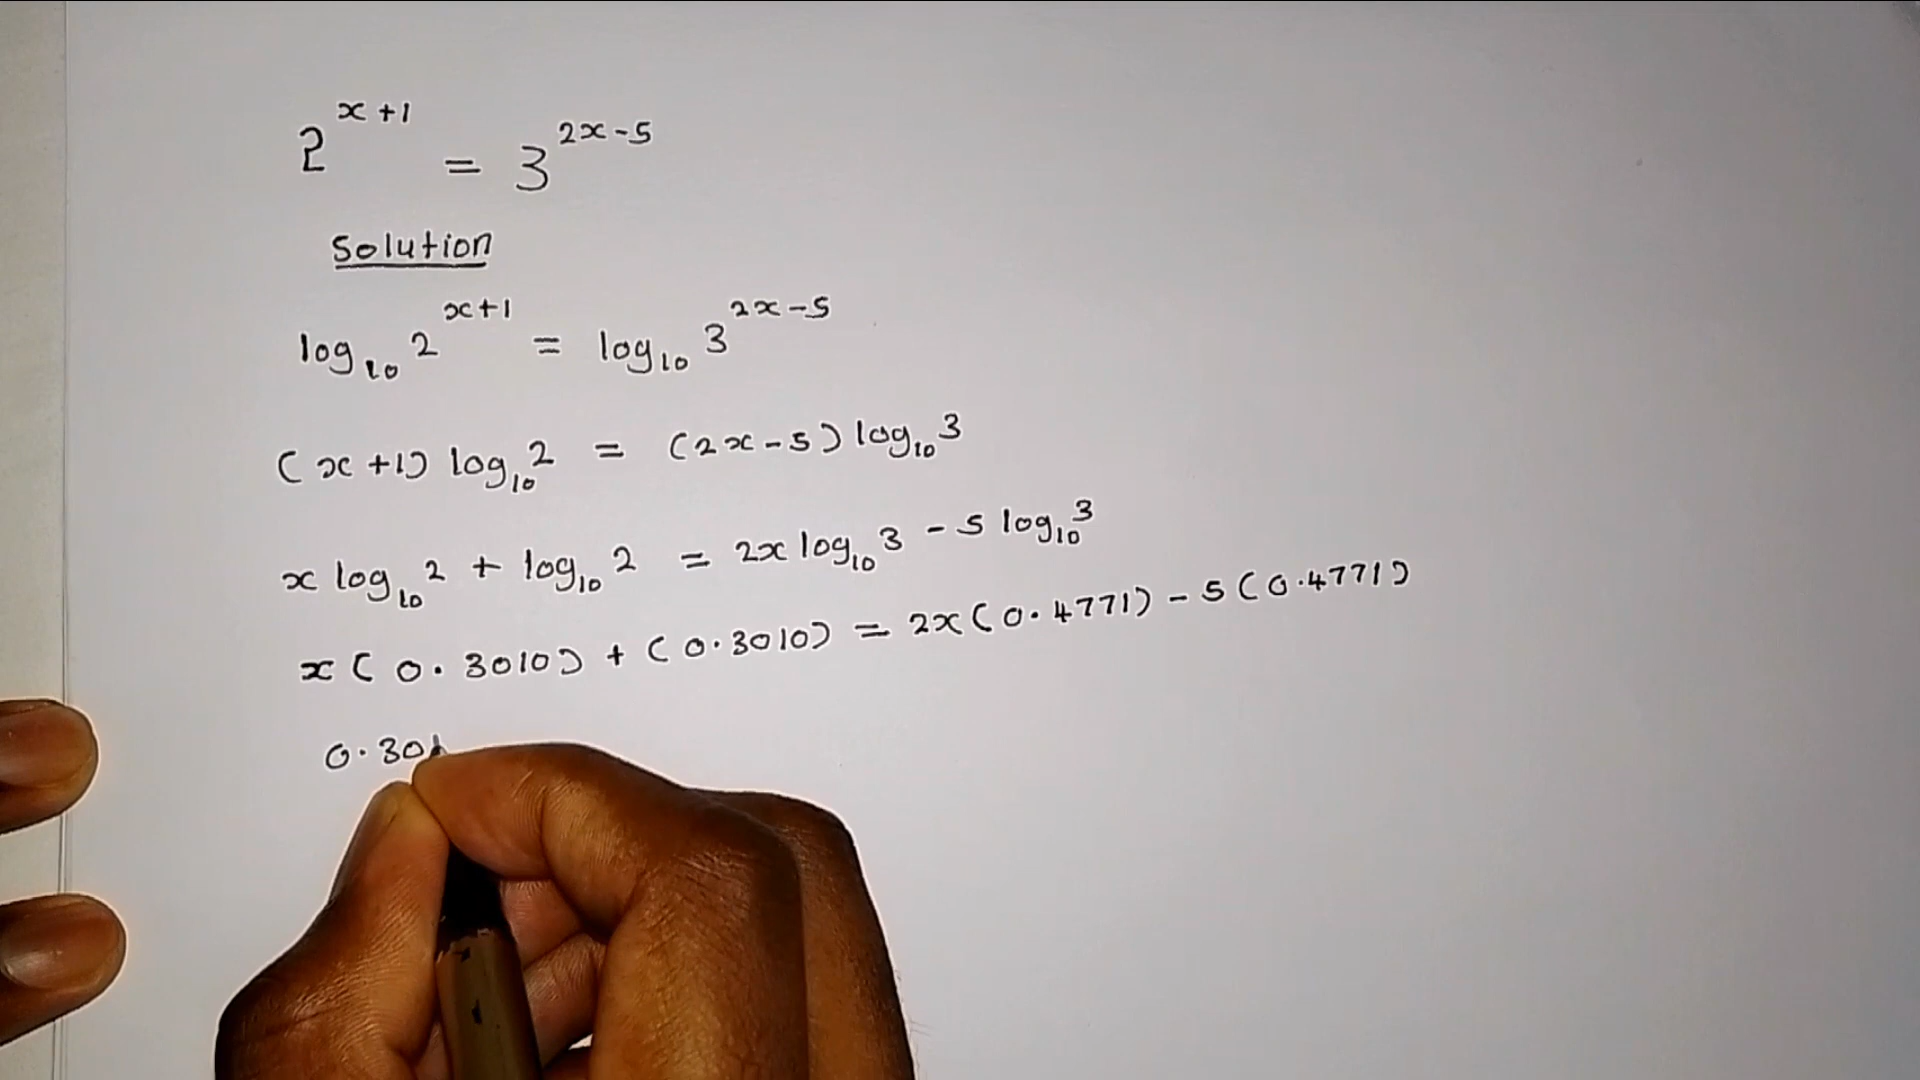 2^{x+1} = 3^{2x-5}
Solution
log₁₀ 2^{x+1} = log₁₀ 3^{2x-5}
(x+1) log₁₀ 2 = (2x-5) log₁₀ 3
x log₁₀ 2 + log₁₀ 2 = 2x log₁₀ 3 - 5 log₁₀ 3
x(0.3010) + (0.3010) = 2x(0.4771) - 5(0.4771)
0.30